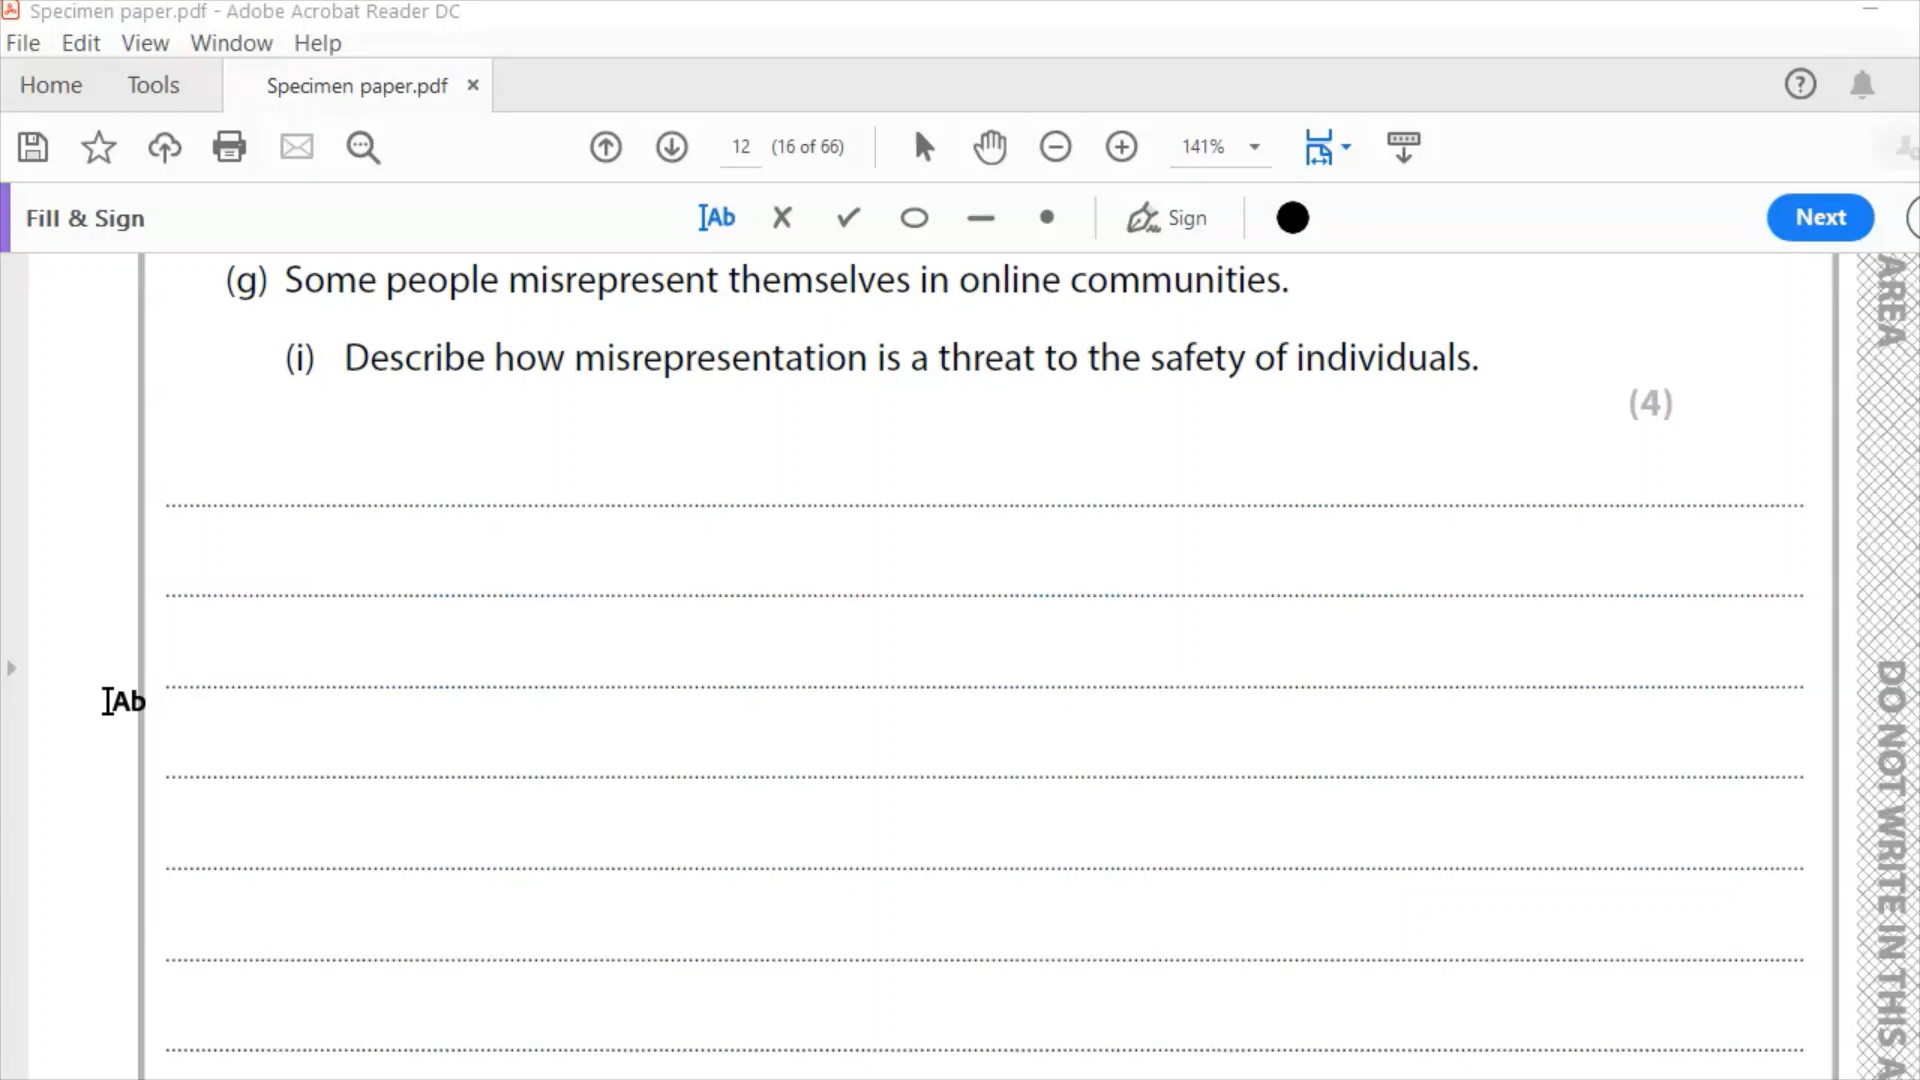 Specimen paper.pdf - Adobe Acrobat Reader DC
File Edit View Window Help
Home Tools Specimen paper.pdf ×
12 (16 of 66) 141%
Fill & Sign Ab Sign Next
(g) Some people misrepresent themselves in online communities.
(i) Describe how misrepresentation is a threat to the safety of individuals.
(4)
Ab
AREA
DO NOT WRITE IN THIS A